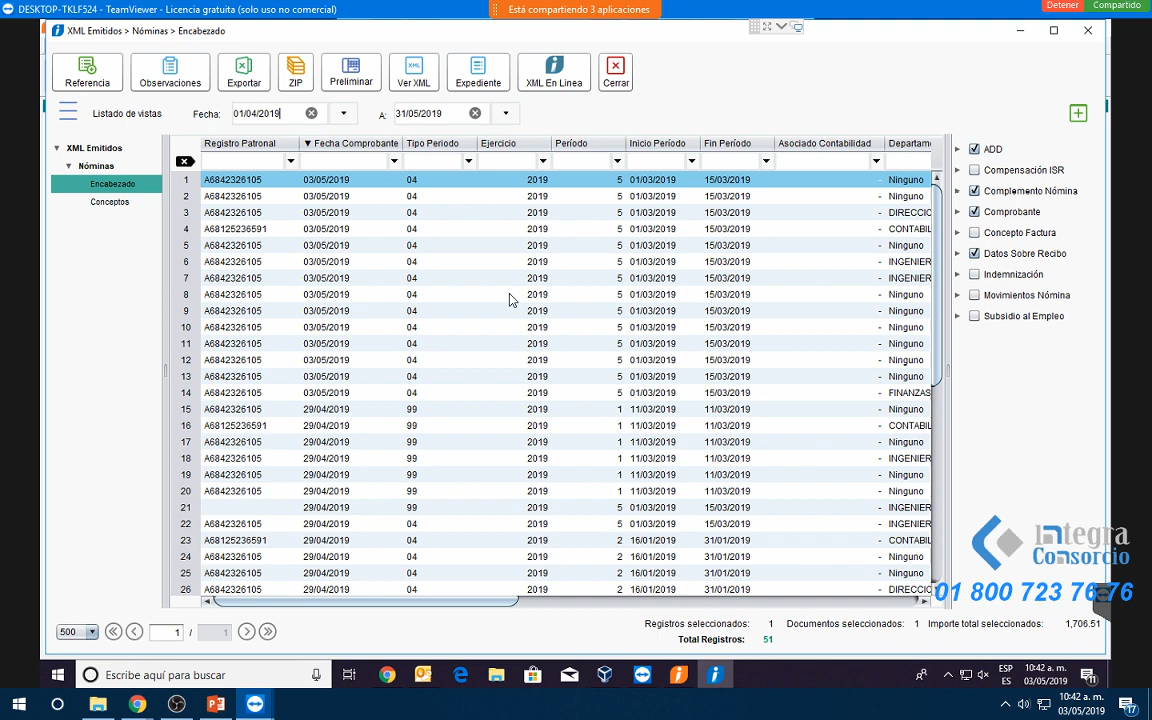 DESKTOP-TKLF524 - TeamViewer - Licencia gratuita (solo uso no comercial)
Está compartiendo 3 aplicaciones
Detener
Compartido
XML Emitidos > Nóminas > Encabezado
Referencia Observaciones Exportar ZIP Preliminar Ver XML Expediente XML En Linea Cerrar
Listado de vistas Fecha: 01/04/2019 A: 31/05/2019
XML Emitidos
Nóminas
Encabezado
Conceptos
Registro Patronal ▼ Fecha Comprobante Tipo Periodo Ejercicio Período Inicio Período Fin Período Asociado Contabilidad Departame
1 A6842326105 03/05/2019 04 2019 5 01/03/2019 15/03/2019 - Ninguno
2 A6842326105 03/05/2019 04 2019 5 01/03/2019 15/03/2019 - Ninguno
3 A6842326105 03/05/2019 04 2019 5 01/03/2019 15/03/2019 - DIRECCIO
4 A68125236591 03/05/2019 04 2019 5 01/03/2019 15/03/2019 - CONTABIL
5 A6842326105 03/05/2019 04 2019 5 01/03/2019 15/03/2019 - Ninguno
6 A6842326105 03/05/2019 04 2019 5 01/03/2019 15/03/2019 - INGENIER
7 A6842326105 03/05/2019 04 2019 5 01/03/2019 15/03/2019 - INGENIER
8 A6842326105 03/05/2019 04 2019 5 01/03/2019 15/03/2019 - Ninguno
9 A6842326105 03/05/2019 04 2019 5 01/03/2019 15/03/2019 - Ninguno
10 A6842326105 03/05/2019 04 2019 5 01/03/2019 15/03/2019 - Ninguno
11 A6842326105 03/05/2019 04 2019 5 01/03/2019 15/03/2019 - Ninguno
12 A6842326105 03/05/2019 04 2019 5 01/03/2019 15/03/2019 - Ninguno
13 A6842326105 03/05/2019 04 2019 5 01/03/2019 15/03/2019 - Ninguno
14 A6842326105 03/05/2019 04 2019 5 01/03/2019 15/03/2019 - FINANZAS
15 A6842326105 29/04/2019 99 2019 1 11/03/2019 11/03/2019 - Ninguno
16 A68125236591 29/04/2019 99 2019 1 11/03/2019 11/03/2019 - CONTABIL
17 A6842326105 29/04/2019 99 2019 1 11/03/2019 11/03/2019 - Ninguno
18 A6842326105 29/04/2019 99 2019 1 11/03/2019 11/03/2019 - INGENIER
19 A6842326105 29/04/2019 99 2019 1 11/03/2019 11/03/2019 - Ninguno
20 A6842326105 29/04/2019 99 2019 1 11/03/2019 11/03/2019 - Ninguno
21 29/04/2019 99 2019 5 01/03/2019 15/03/2019 - INGENIER
22 A6842326105 29/04/2019 04 2019 5 01/03/2019 15/03/2019 - INGENIER
23 A68125236591 29/04/2019 04 2019 2 16/01/2019 31/01/2019 - CONTABIL
24 A6842326105 29/04/2019 04 2019 2 16/01/2019 31/01/2019 - Ninguno
25 A6842326105 29/04/2019 04 2019 2 16/01/2019 31/01/2019 - Ninguno
26 A6842326105 29/04/2019 04 2019 2 16/01/2019 31/01/2019 - DIRECCIO
ADD
Compensación ISR
Complemento Nómina
Comprobante
Concepto Factura
Datos Sobre Recibo
Indemnización
Movimientos Nómina
Subsidio al Empleo
Integra
Consorcio
01 800 723 76 76
500 1 / 1
Registros seleccionados: 1 Documentos seleccionados: 1 Importe total seleccionados: 1,706.51
Total Registros: 51
Escribe aquí para buscar
ESP
ES
10:42 a. m.
03/05/2019
11
10:42 a. m.
03/05/2019
17